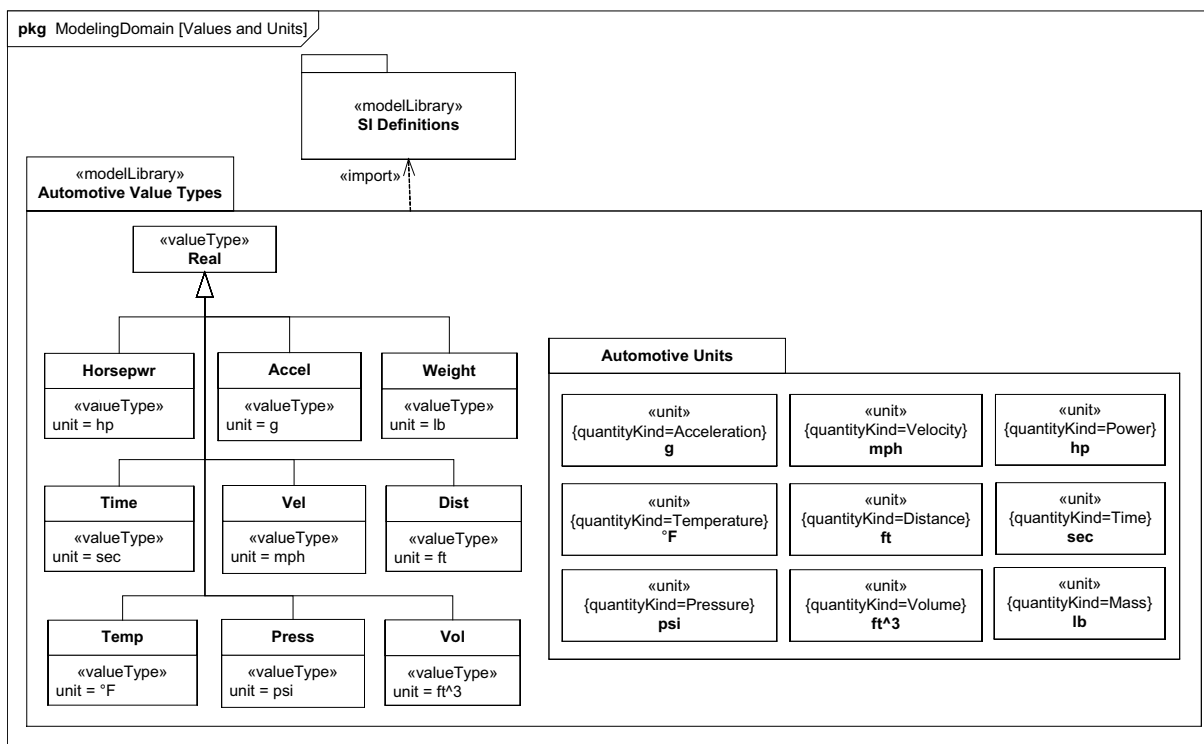 pkg ModelingDomain [Values and Units]
«modelLibrary»
SI Definitions
«import»
«modelLibrary»
Automotive Value Types
«valueType»
Real
Horsepwr
«valueType»
unit = hp
Accel
«valueType»
unit = g
Weight
«valueType»
unit = lb
Time
«valueType»
unit = sec
Vel
«valueType»
unit = mph
Dist
«valueType»
unit = ft
Temp
«valueType»
unit = °F
Press
«valueType»
unit = psi
Vol
«valueType»
unit = ft^3
Automotive Units
«unit»
{quantityKind=Acceleration}
g
«unit»
{quantityKind=Velocity}
mph
«unit»
{quantityKind=Power}
hp
«unit»
{quantityKind=Temperature}
°F
«unit»
{quantityKind=Distance}
ft
«unit»
{quantityKind=Time}
sec
«unit»
{quantityKind=Pressure}
psi
«unit»
{quantityKind=Volume}
ft^3
«unit»
{quantityKind=Mass}
lb